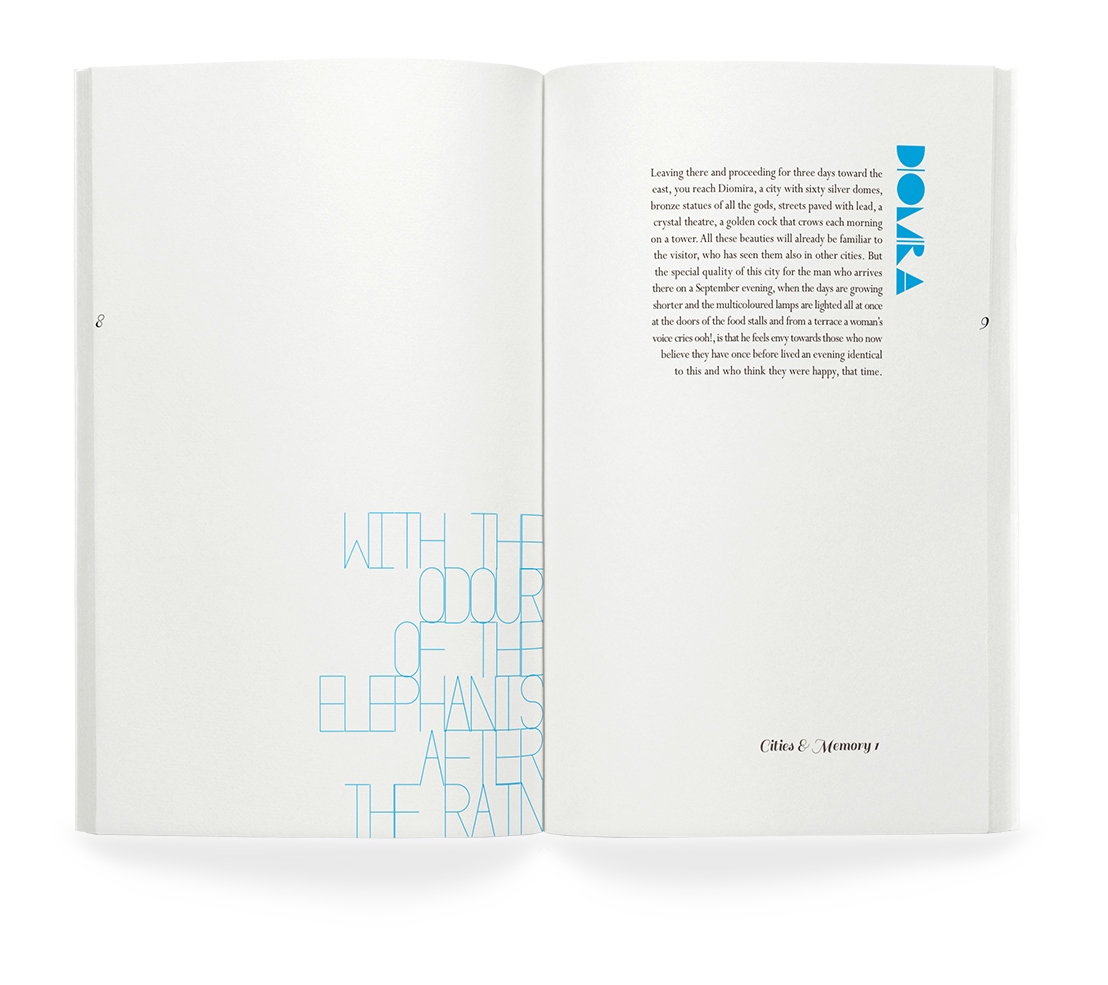 8
WITH THE
ODOUR
OF THE
ELEPHANTS
AFTER
THE RAIN
DIOMIRA
Leaving there and proceeding for three days toward the
east, you reach Diomira, a city with sixty silver domes,
bronze statues of all the gods, streets paved with lead, a
crystal theatre, a golden cock that crows each morning
on a tower. All these beauties will already be familiar to
the visitor, who has seen them also in other cities. But
the special quality of this city for the man who arrives
there on a September evening, when the days are growing
shorter and the multicoloured lamps are lighted all at once
at the doors of the food stalls and from a terrace a woman's
voice cries ooh!, is that he feels envy towards those who now
believe they have once before lived an evening identical
to this and who think they were happy, that time.
9
Cities & Memory 1